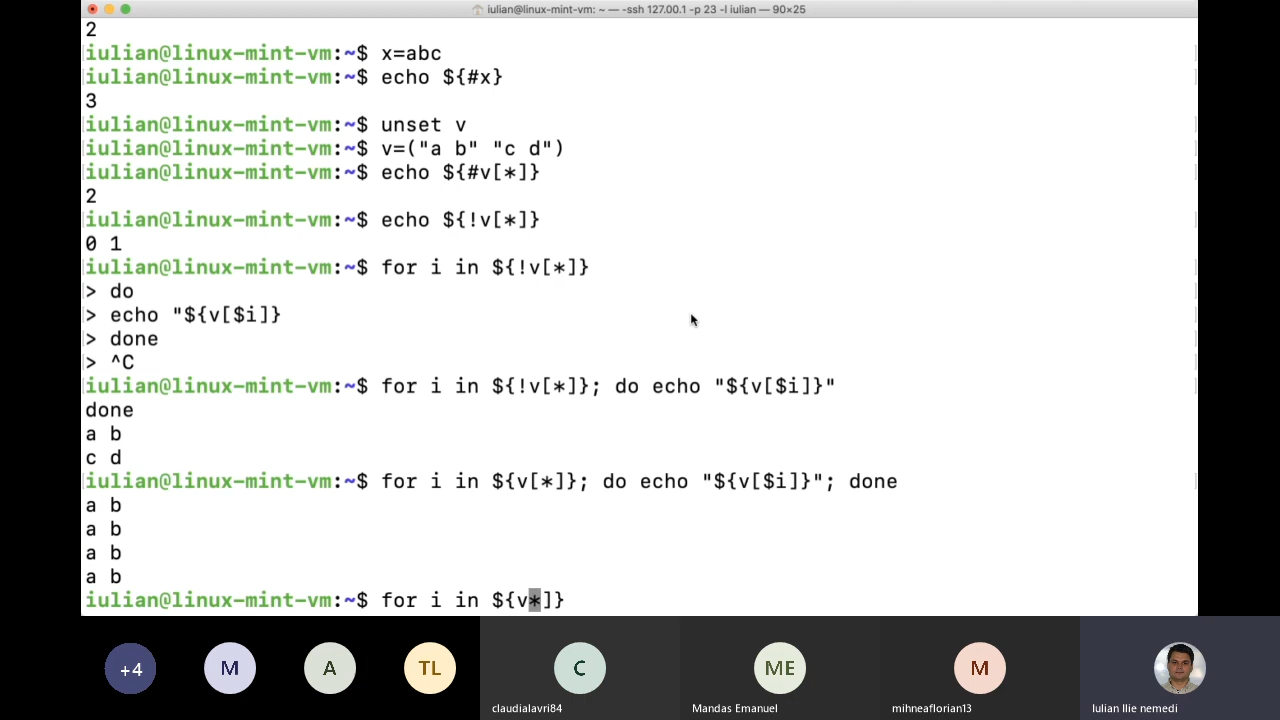 iulian@linux-mint-vm: ~ — -ssh 127.00.1 -p 23 -l iulian — 90×25
2
iulian@linux-mint-vm:~$ x=abc
iulian@linux-mint-vm:~$ echo ${#x}
3
iulian@linux-mint-vm:~$ unset v
iulian@linux-mint-vm:~$ v=("a b" "c d")
iulian@linux-mint-vm:~$ echo ${#v[*]}
2
iulian@linux-mint-vm:~$ echo ${!v[*]}
0 1
iulian@linux-mint-vm:~$ for i in ${!v[*]}
> do
> echo "${v[$i]}
> done
> ^C
iulian@linux-mint-vm:~$ for i in ${!v[*]}; do echo "${v[$i]}"
done
a b
c d
iulian@linux-mint-vm:~$ for i in ${v[*]}; do echo "${v[$i]}"; done
a b
a b
a b
a b
iulian@linux-mint-vm:~$ for i in ${v*]}
+4
M
A
TL
C
ME
M
claudialavri84
Mandas Emanuel
mihneaflorian13
Iulian Ilie nemedi